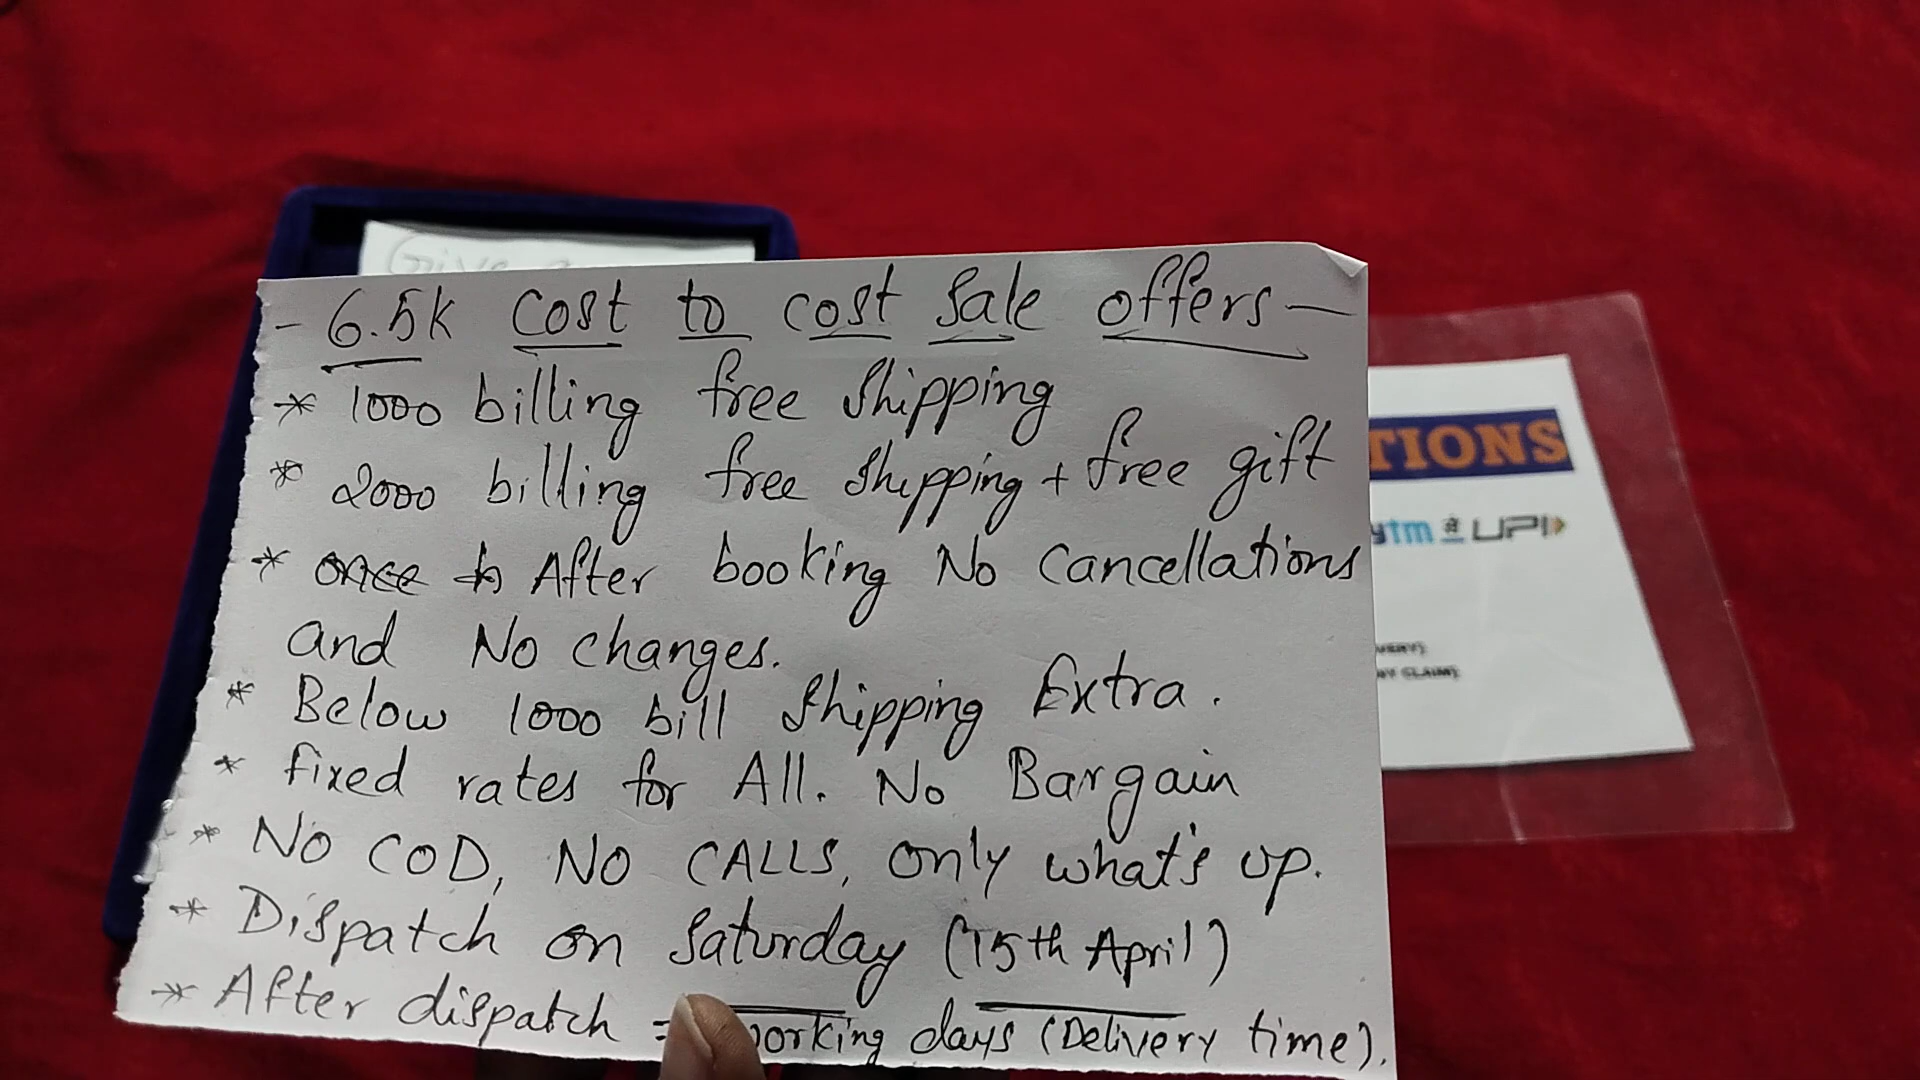 - 6.5k cost to cost sale offers -
* 1000 billing free shipping
* 2000 billing free shipping + free gift
* once to After booking No cancellations
and No changes.
* Below 1000 bill shipping Extra.
* fixed rates for All. No Bargain
* No COD, NO CALLS, only what's up.
* Dispatch on saturday (15th April)
* After dispatch = working days (Delivery time).
TIONS
ytm UPI